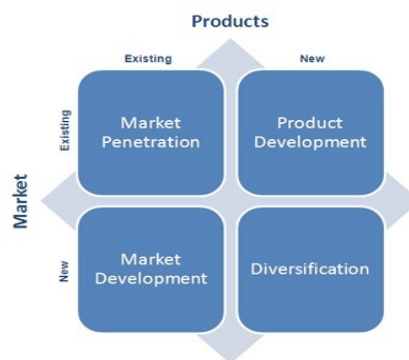 Products
Existing
New
Market
Existing
Market
Penetration
Product
Development
New
Market
Development
Diversification